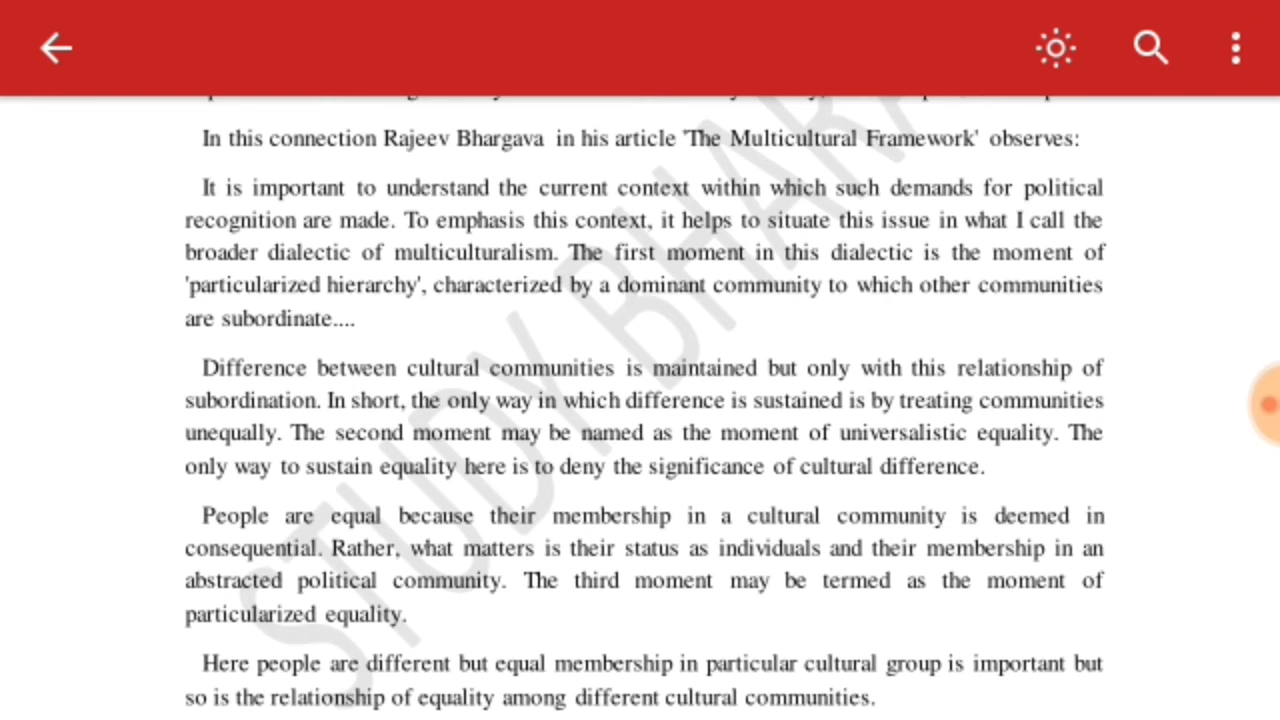 In this connection Rajeev Bhargava in his article 'The Multicultural Framework' observes:
It is important to understand the current context within which such demands for political
recognition are made. To emphasis this context, it helps to situate this issue in what I call the
broader dialectic of multiculturalism. The first moment in this dialectic is the moment of
'particularized hierarchy', characterized by a dominant community to which other communities
are subordinate....
Difference between cultural communities is maintained but only with this relationship of
subordination. In short, the only way in which difference is sustained is by treating communities
unequally. The second moment may be named as the moment of universalistic equality. The
only way to sustain equality here is to deny the significance of cultural difference.
People are equal because their membership in a cultural community is deemed in
consequential. Rather, what matters is their status as individuals and their membership in an
abstracted political community. The third moment may be termed as the moment of
particularized equality.
Here people are different but equal membership in particular cultural group is important but
so is the relationship of equality among different cultural communities.
STUDY BHARA